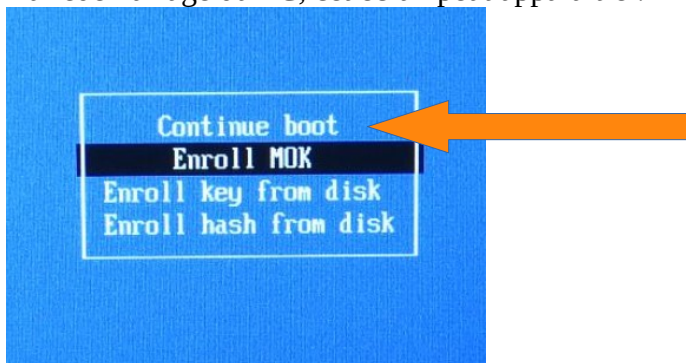 Continue boot
Enroll MOK
Enroll key from disk
Enroll hash from disk